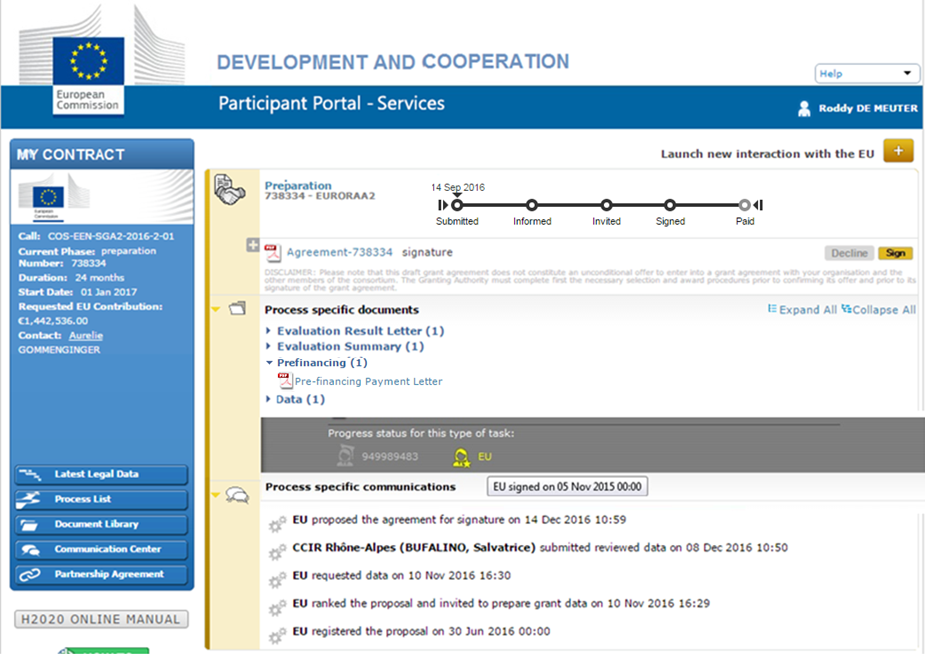 DEVELOPMENT AND COOPERATION
Help
European
Commission
Participant Portal - Services
Roddy DE MEUTER
MY CONTRACT
Launch new interaction with the EU
+
European
Commission
Call: COS-EEN-SGA2-2016-2-01
Current Phase: preparation
Number: 738334
Duration: 24 months
Start Date: 01 Jan 2017
Requested EU Contribution:
€1,442,536.00
Contact: Aurelie
GOMMENGINGER
Latest Legal Data
Process List
Document Library
Communication Center
Partnership Agreement
H2020 ONLINE MANUAL
Preparation
738334 - EURORAA2
14 Sep 2016
Submitted Informed Invited Signed Paid
Agreement-738334 signature
Decline Sign
DISCLAIMER: Please note that this draft grant agreement does not constitute an unconditional offer to enter into a grant agreement with your organisation and the
other members of the consortium. The Granting Authority must complete first the necessary selection and award procedures prior to confirming its offer and prior to its
signature of the grant agreement.
Process specific documents
Expand All Collapse All
Evaluation Result Letter (1)
Evaluation Summary (1)
Prefinancing (1)
Pre-financing Payment Letter
Data (1)
Progress status for this type of task:
949989483 EU
Process specific communications
EU signed on 05 Nov 2015 00:00
EU proposed the agreement for signature on 14 Dec 2016 10:59
CCIR Rhône-Alpes (BUFALINO, Salvatrice) submitted reviewed data on 08 Dec 2016 10:50
EU requested data on 10 Nov 2016 16:30
EU ranked the proposal and invited to prepare grant data on 10 Nov 2016 16:29
EU registered the proposal on 30 Jun 2016 00:00